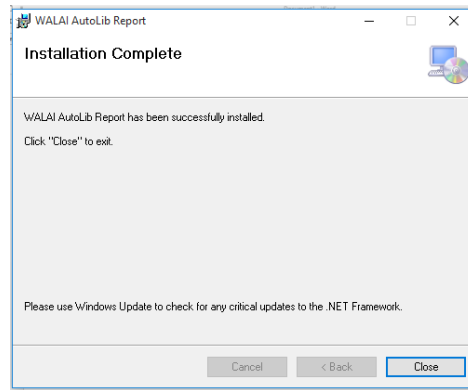 WALAI AutoLib Report
Installation Complete
WALAI AutoLib Report has been successfully installed.
Click "Close" to exit.
Please use Windows Update to check for any critical updates to the .NET Framework.
Cancel
< Back
Close